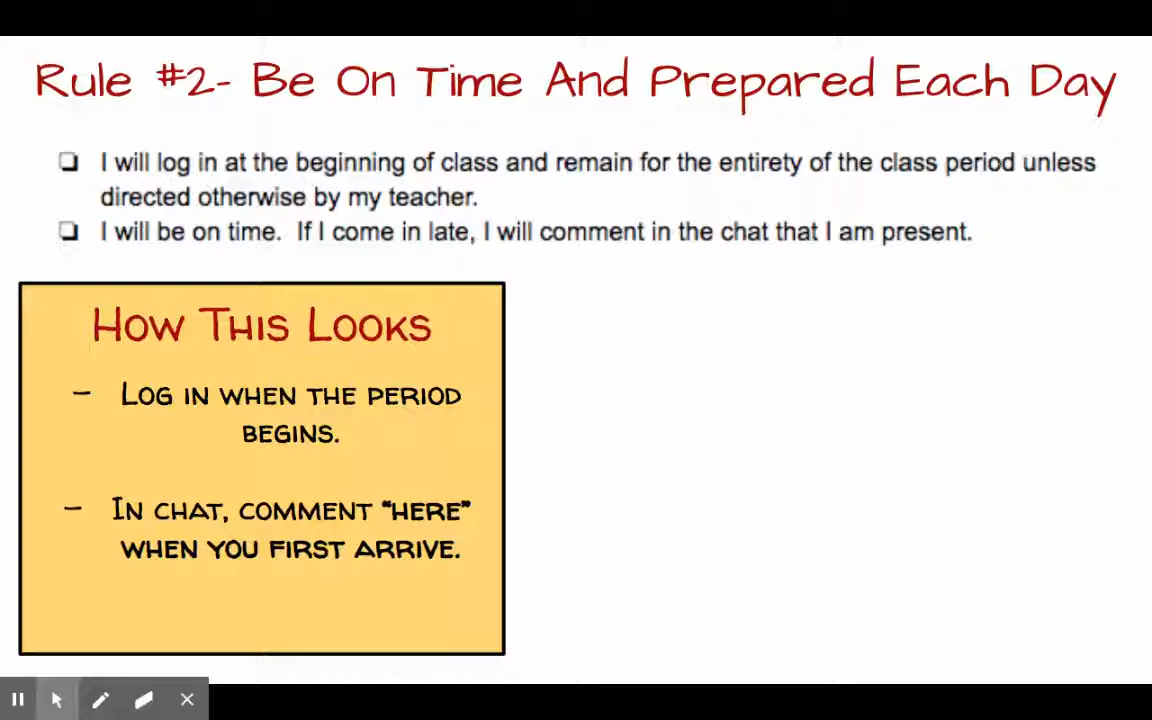 Rule #2- Be On Time And Prepared Each Day
❑ I will log in at the beginning of class and remain for the entirety of the class period unless
directed otherwise by my teacher.
❑ I will be on time.  If I come in late, I will comment in the chat that I am present.
How This Looks
- Log in when the period
begins.
- In chat, comment “here”
when you first arrive.